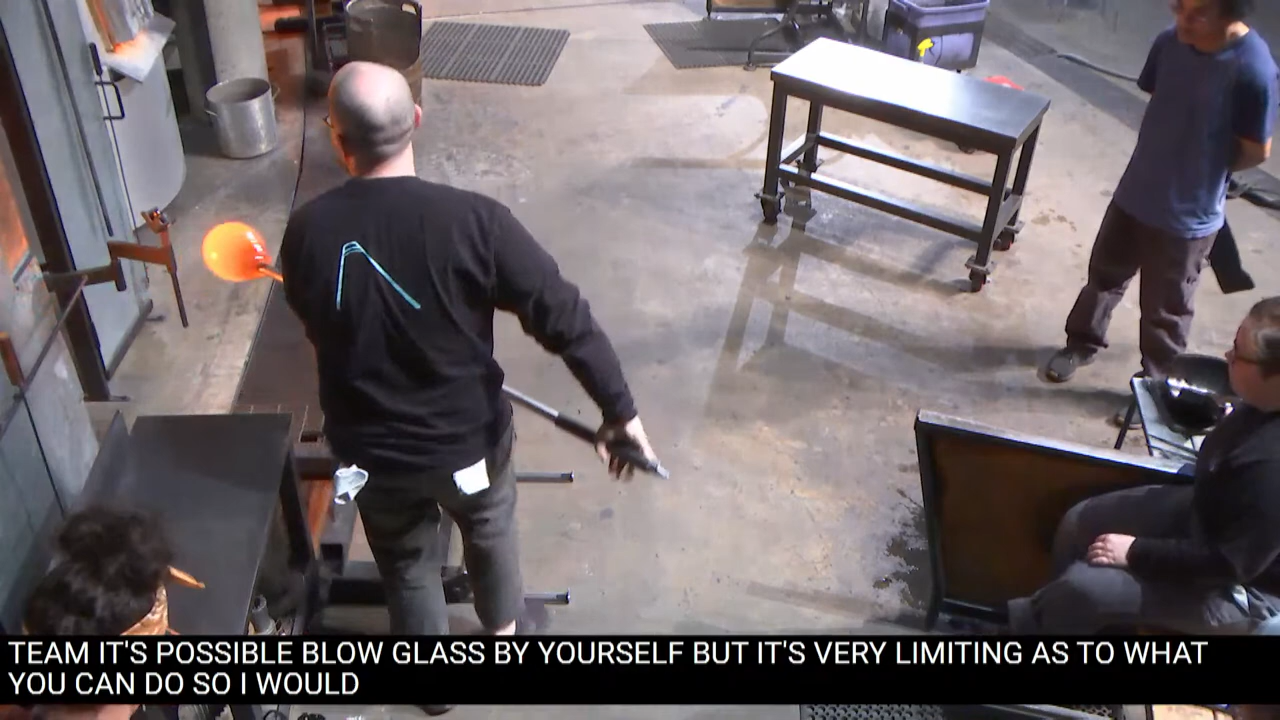 TEAM IT'S POSSIBLE BLOW GLASS BY YOURSELF BUT IT'S VERY LIMITING AS TO WHAT
YOU CAN DO SO I WOULD